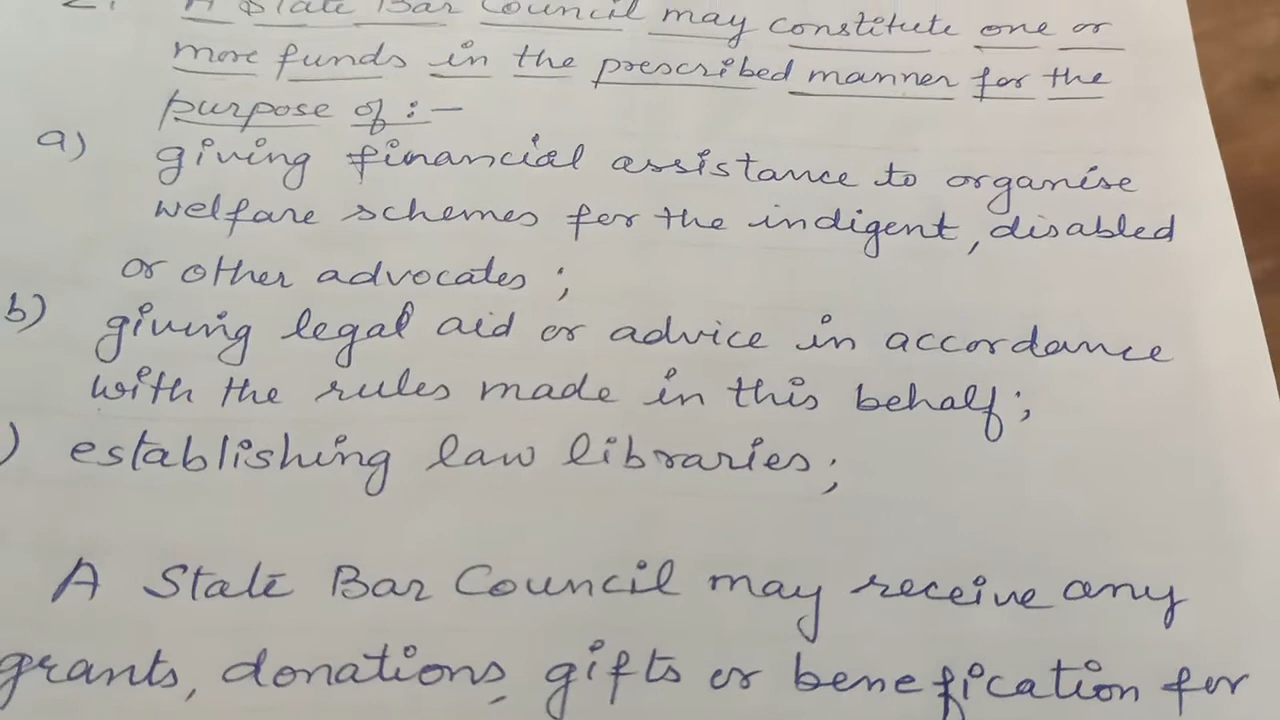 2. A State Bar Council may constitute one or
more funds in the prescribed manner for the
purpose of :-
a) giving financial assistance to organise
welfare schemes for the indigent, disabled
or other advocates ;
b) giving legal aid or advice in accordance
with the rules made in this behalf;
) establishing law libraries;
A State Bar Council may receive any
grants, donations, gifts or benefication for